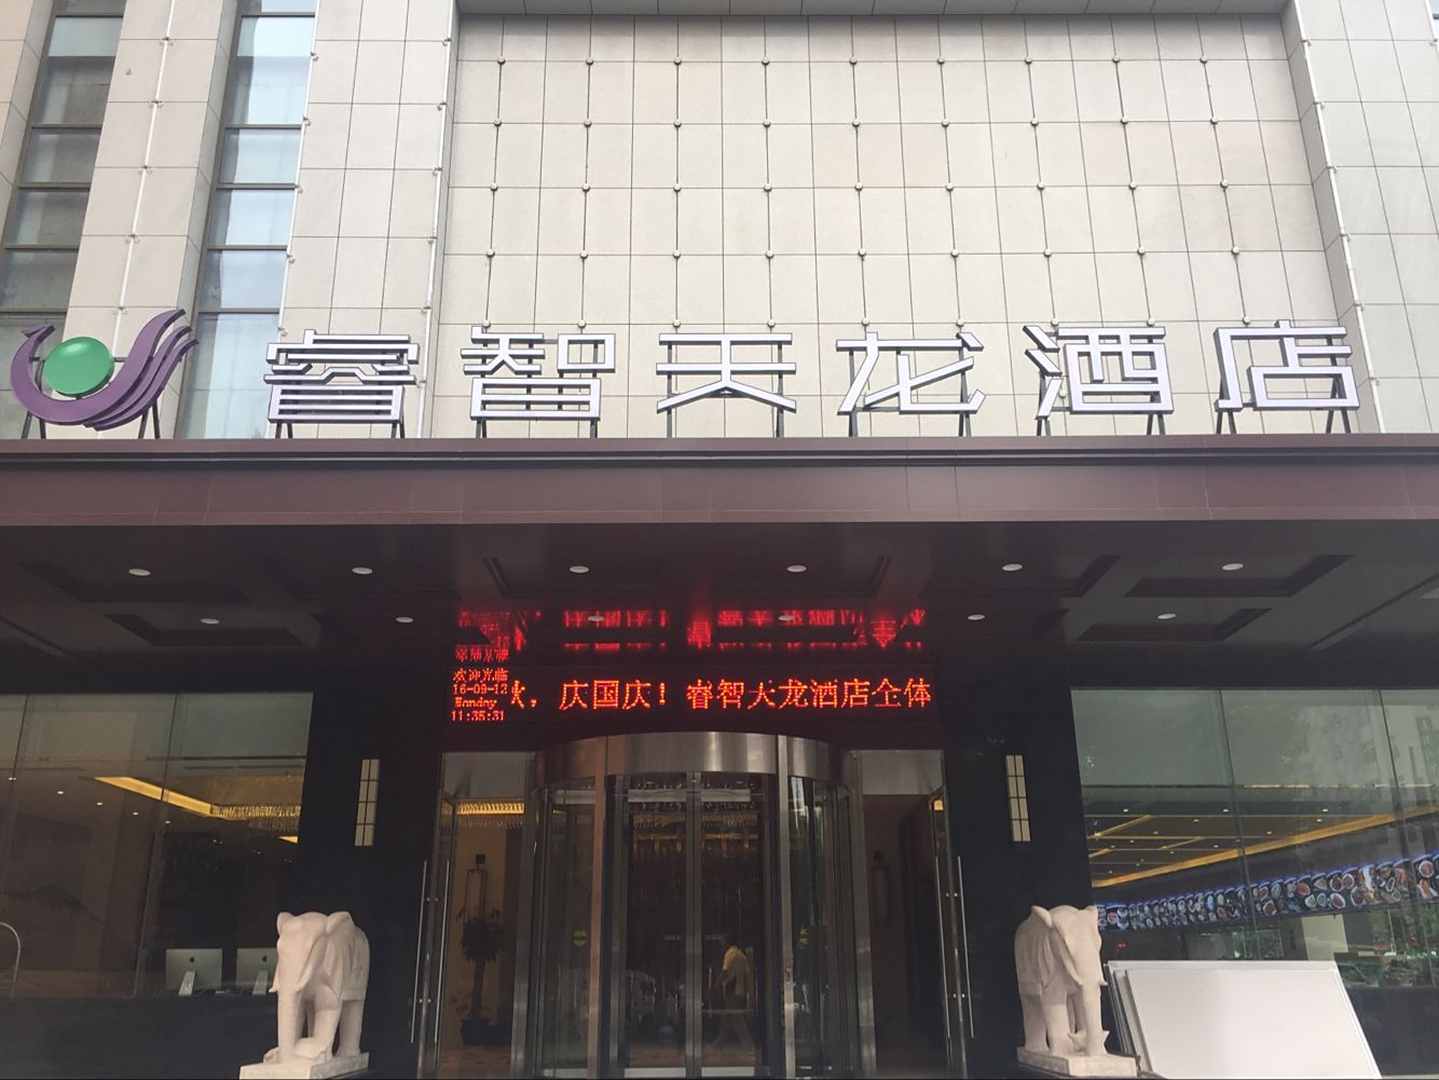 睿智天龙酒店
欢迎光临
16-09-12
Monday
11:35:31
，庆国庆！睿智天龙酒店全体